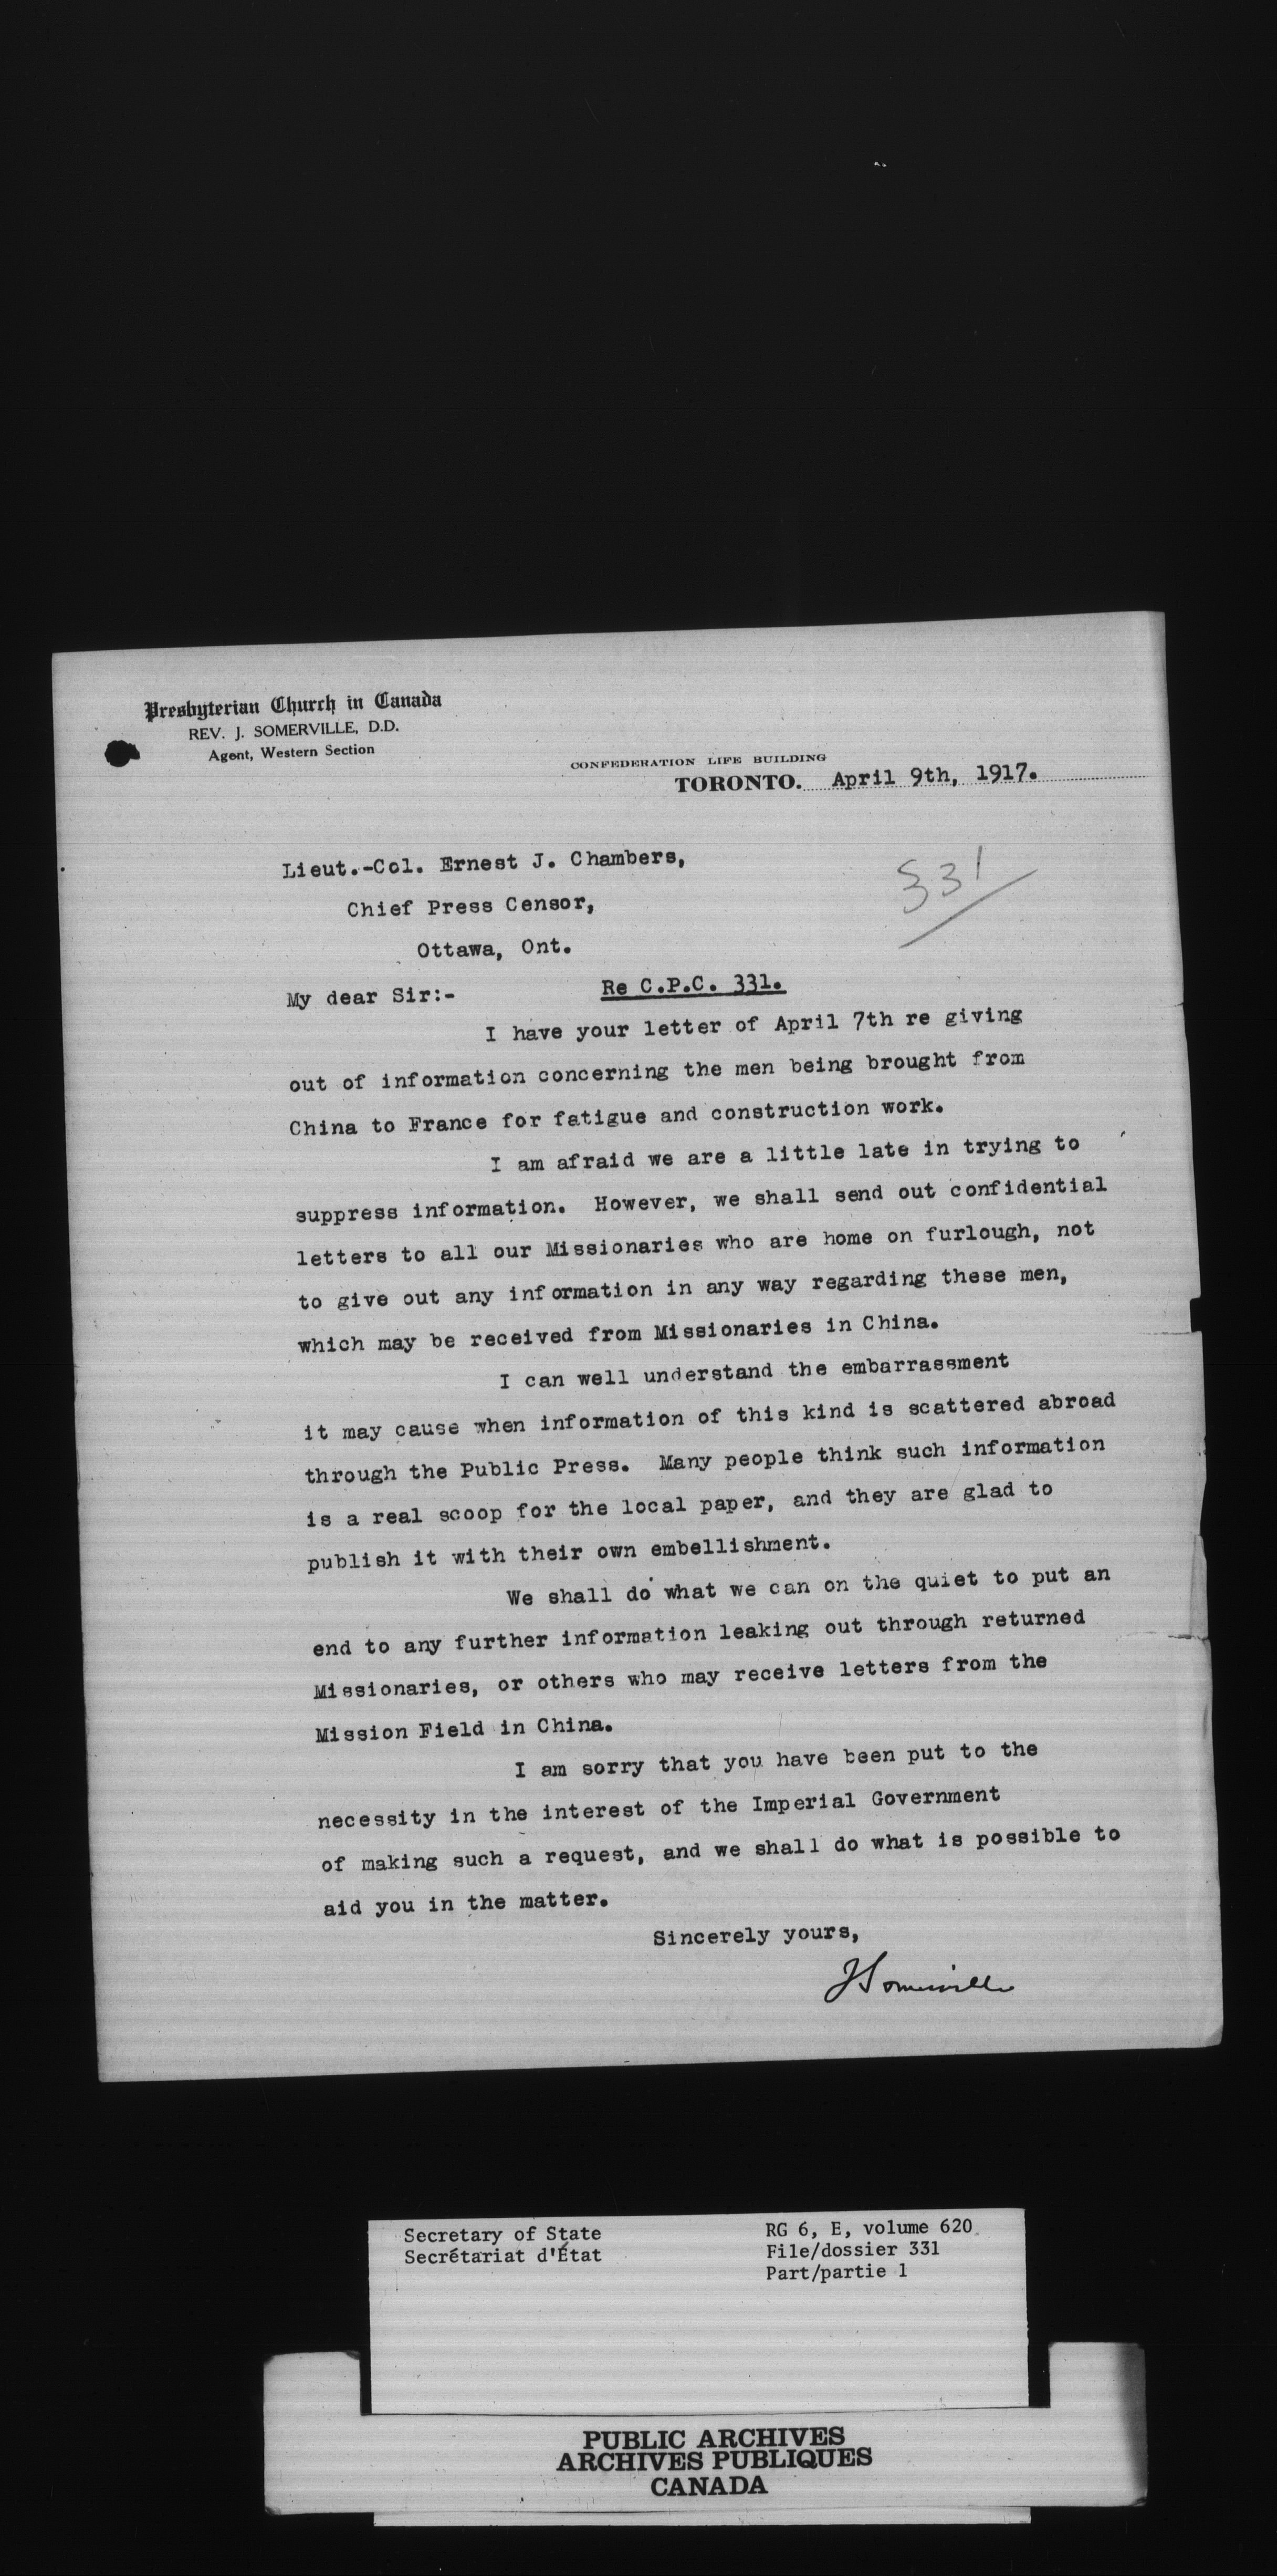 Presbyterian Church in Canada
REV. J. SOMERVILLE, D.D.
Agent, Western Section
CONFEDERATION LIFE BUILDING
TORONTO. April 9th, 1917.
Lieut.-Col. Ernest J. Chambers,
331
Chief Press Censor,
Ottawa, Ont.
My dear Sir:- Re C.P.C. 331.
I have your letter of April 7th re giving
out of information concerning the men being brought from
China to France for fatigue and construction work.
I am afraid we are a little late in trying to
suppress information. However, we shall send out confidential
letters to all our Missionaries who are home on furlough, not
to give out any information in any way regarding these men,
which may be received from Missionaries in China.
I can well understand the embarrassment
it may cause when information of this kind is scattered abroad
through the Public Press. Many people think such information
is a real scoop for the local paper, and they are glad to
publish it with their own embellishment.
We shall do what we can on the quiet to put an
end to any further information leaking out through returned
Missionaries, or others who may receive letters from the
Mission Field in China.
I am sorry that you have been put to the
necessity in the interest of the Imperial Government
of making such a request, and we shall do what is possible to
aid you in the matter.
Sincerely yours,
J Somerville
Secretary of State RG 6, E, volume 620
Secrétariat d'État File/dossier 331
Part/partie 1
PUBLIC ARCHIVES
ARCHIVES PUBLIQUES
CANADA